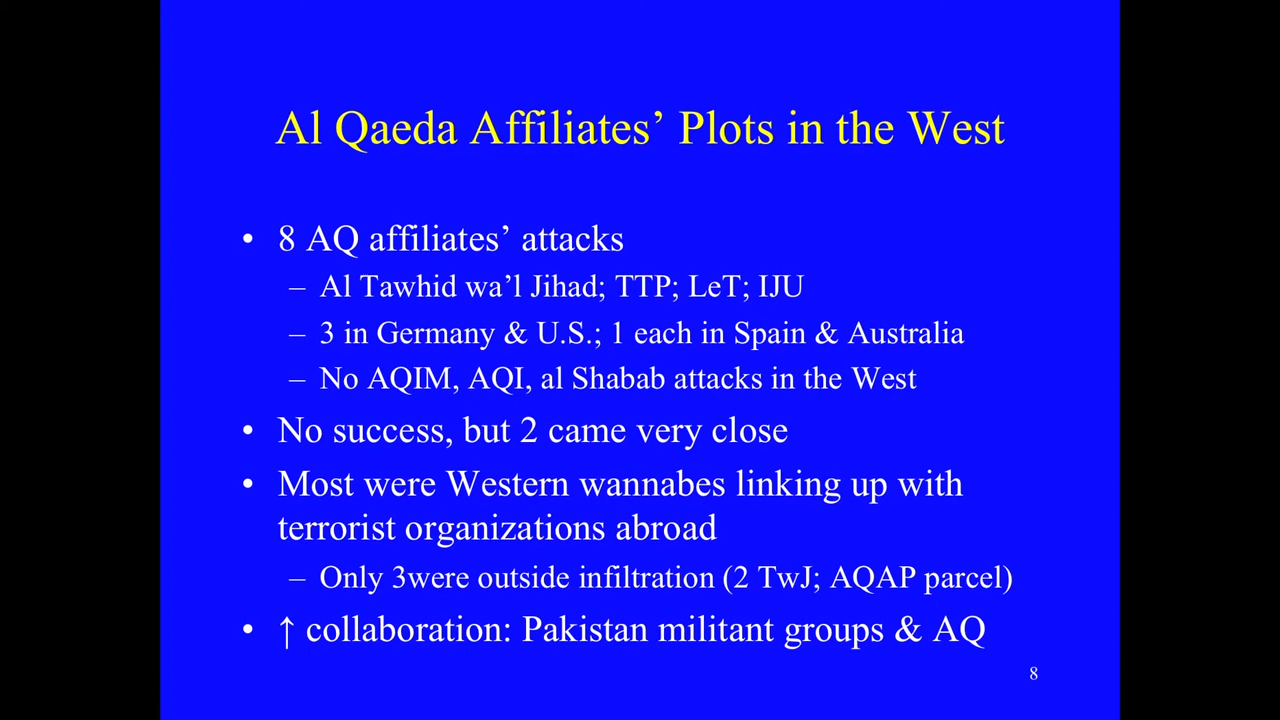 Al Qaeda Affiliates’ Plots in the West
• 8 AQ affiliates’ attacks
– Al Tawhid wa’l Jihad; TTP; LeT; IJU
– 3 in Germany & U.S.; 1 each in Spain & Australia
– No AQIM, AQI, al Shabab attacks in the West
• No success, but 2 came very close
• Most were Western wannabes linking up with
terrorist organizations abroad
– Only 3were outside infiltration (2 TwJ; AQAP parcel)
• ↑ collaboration: Pakistan militant groups & AQ
8